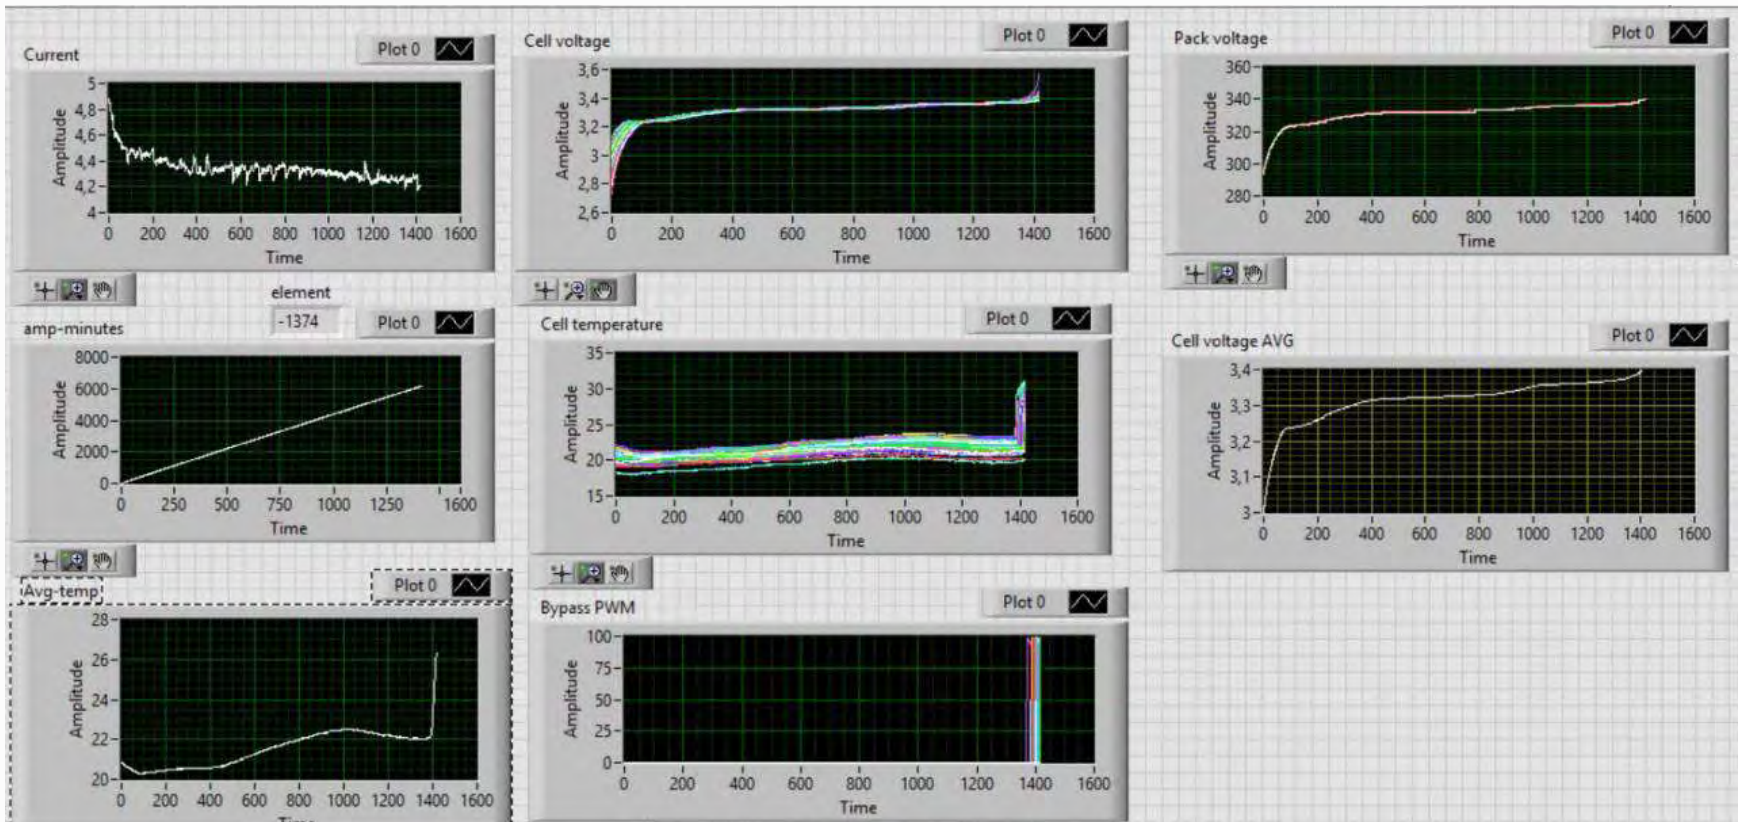 Current
Plot 0
Amplitude
5
4,8
4,6
4,4
4,2
4
0 200 400 600 800 1000 1200 1400 1600
Time
Cell voltage
Plot 0
Amplitude
3,6
3,4
3,2
3
2,8
2,6
0 200 400 600 800 1000 1200 1400 1600
Time
Pack voltage
Plot 0
Amplitude
360
340
320
300
280
0 200 400 600 800 1000 1200 1400 1600
Time
element
-1374
amp-minutes
Plot 0
Amplitude
8000
6000
4000
2000
0
0 250 500 750 1000 1250 1600
Time
Cell temperature
Plot 0
Amplitude
35
30
25
20
15
0 200 400 600 800 1000 1200 1400 1600
Time
Cell voltage AVG
Plot 0
Amplitude
3,4
3,3
3,2
3,1
3
0 200 400 600 800 1000 1200 1400 1600
Time
Avg-temp
Plot 0
Amplitude
28
26
24
22
20
0 200 400 600 800 1000 1200 1400 1600
Time
Bypass PWM
Plot 0
Amplitude
100
75
50
25
0
0 200 400 600 800 1000 1200 1400 1600
Time